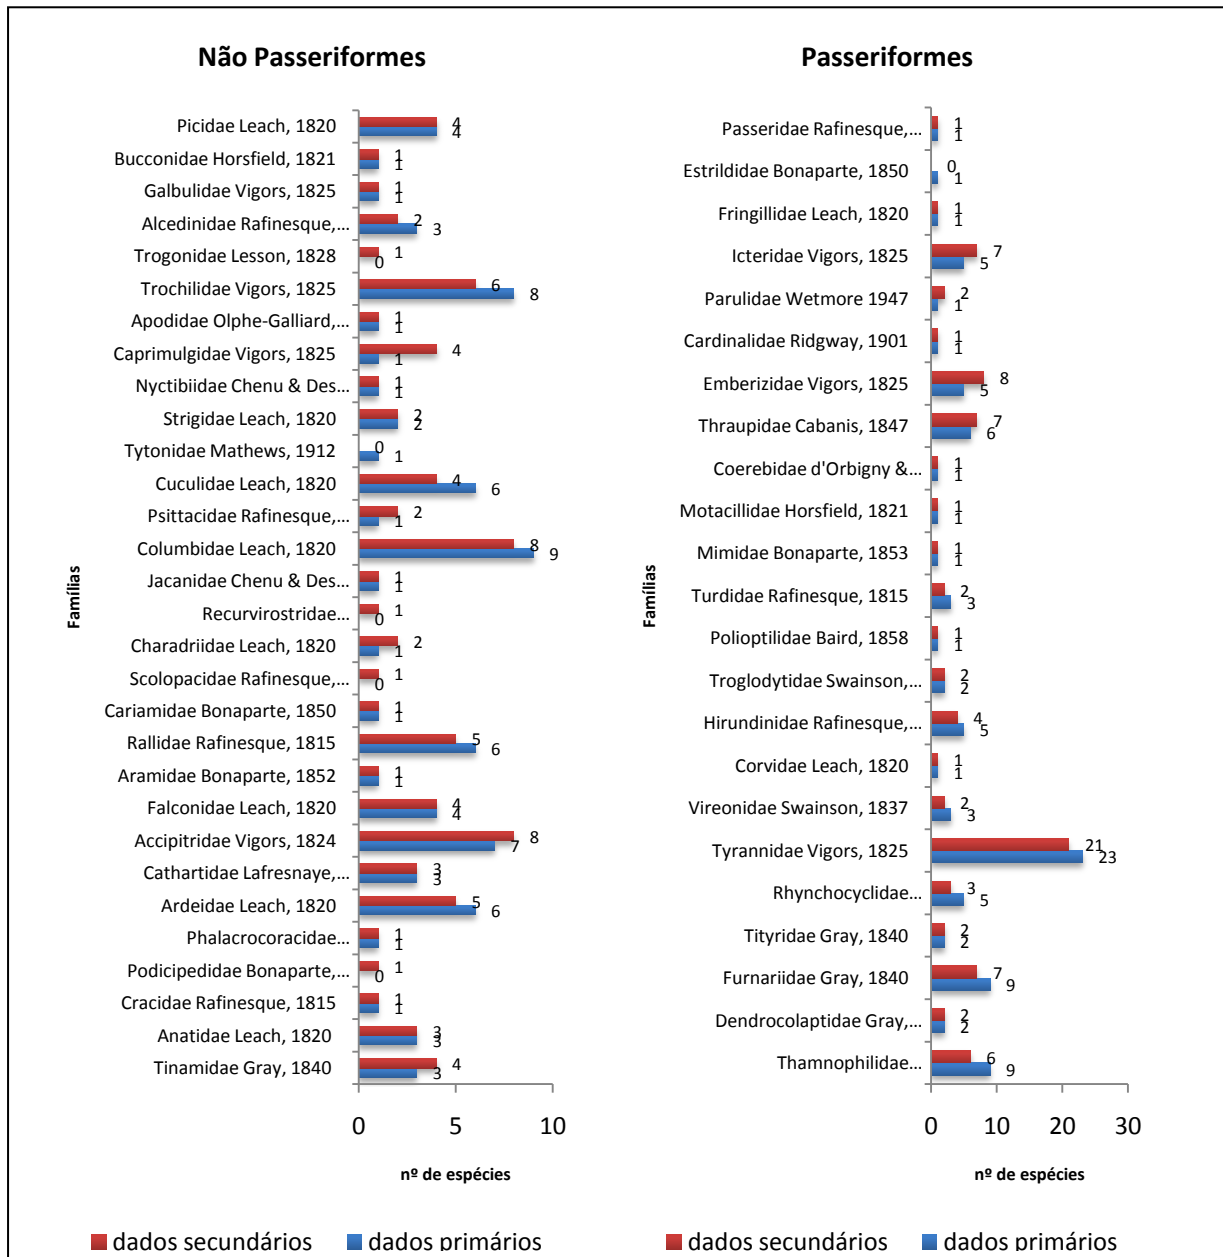 Não Passeriformes
Famílias
Picidae Leach, 1820 4 4
Bucconidae Horsfield, 1821 1 1
Galbulidae Vigors, 1825 1 1
Alcedinidae Rafinesque,... 2 3
Trogonidae Lesson, 1828 1 0
Trochilidae Vigors, 1825 6 8
Apodidae Olphe-Galliard,... 1 1
Caprimulgidae Vigors, 1825 4 1
Nyctibiidae Chenu & Des... 1 1
Strigidae Leach, 1820 2 2
Tytonidae Mathews, 1912 0 1
Cuculidae Leach, 1820 4 6
Psittacidae Rafinesque,... 2 1
Columbidae Leach, 1820 8 9
Jacanidae Chenu & Des... 1 1
Recurvirostridae... 1 0
Charadriidae Leach, 1820 2 1
Scolopacidae Rafinesque,... 1 0
Cariamidae Bonaparte, 1850 1 1
Rallidae Rafinesque, 1815 5 6
Aramidae Bonaparte, 1852 1 1
Falconidae Leach, 1820 4 4
Accipitridae Vigors, 1824 8 7
Cathartidae Lafresnaye,... 3 3
Ardeidae Leach, 1820 5 6
Phalacrocoracidae... 1 1
Podicipedidae Bonaparte,... 1 0
Cracidae Rafinesque, 1815 1 1
Anatidae Leach, 1820 3 3
Tinamidae Gray, 1840 4 3
0 5 10
nº de espécies
dados secundários dados primários
Passeriformes
Famílias
Passeridae Rafinesque,... 1 1
Estrildidae Bonaparte, 1850 0 1
Fringillidae Leach, 1820 1 1
Icteridae Vigors, 1825 7 5
Parulidae Wetmore 1947 2 1
Cardinalidae Ridgway, 1901 1 1
Emberizidae Vigors, 1825 8 5
Thraupidae Cabanis, 1847 7 6
Coerebidae d'Orbigny &... 1 1
Motacillidae Horsfield, 1821 1 1
Mimidae Bonaparte, 1853 1 1
Turdidae Rafinesque, 1815 2 3
Polioptilidae Baird, 1858 1 1
Troglodytidae Swainson,... 2 2
Hirundinidae Rafinesque,... 4 5
Corvidae Leach, 1820 1 1
Vireonidae Swainson, 1837 2 3
Tyrannidae Vigors, 1825 21 23
Rhynchocyclidae... 3 5
Tityridae Gray, 1840 2 2
Furnariidae Gray, 1840 7 9
Dendrocolaptidae Gray,... 2 2
Thamnophilidae... 6 9
0 10 20 30
nº de espécies
dados secundários dados primários